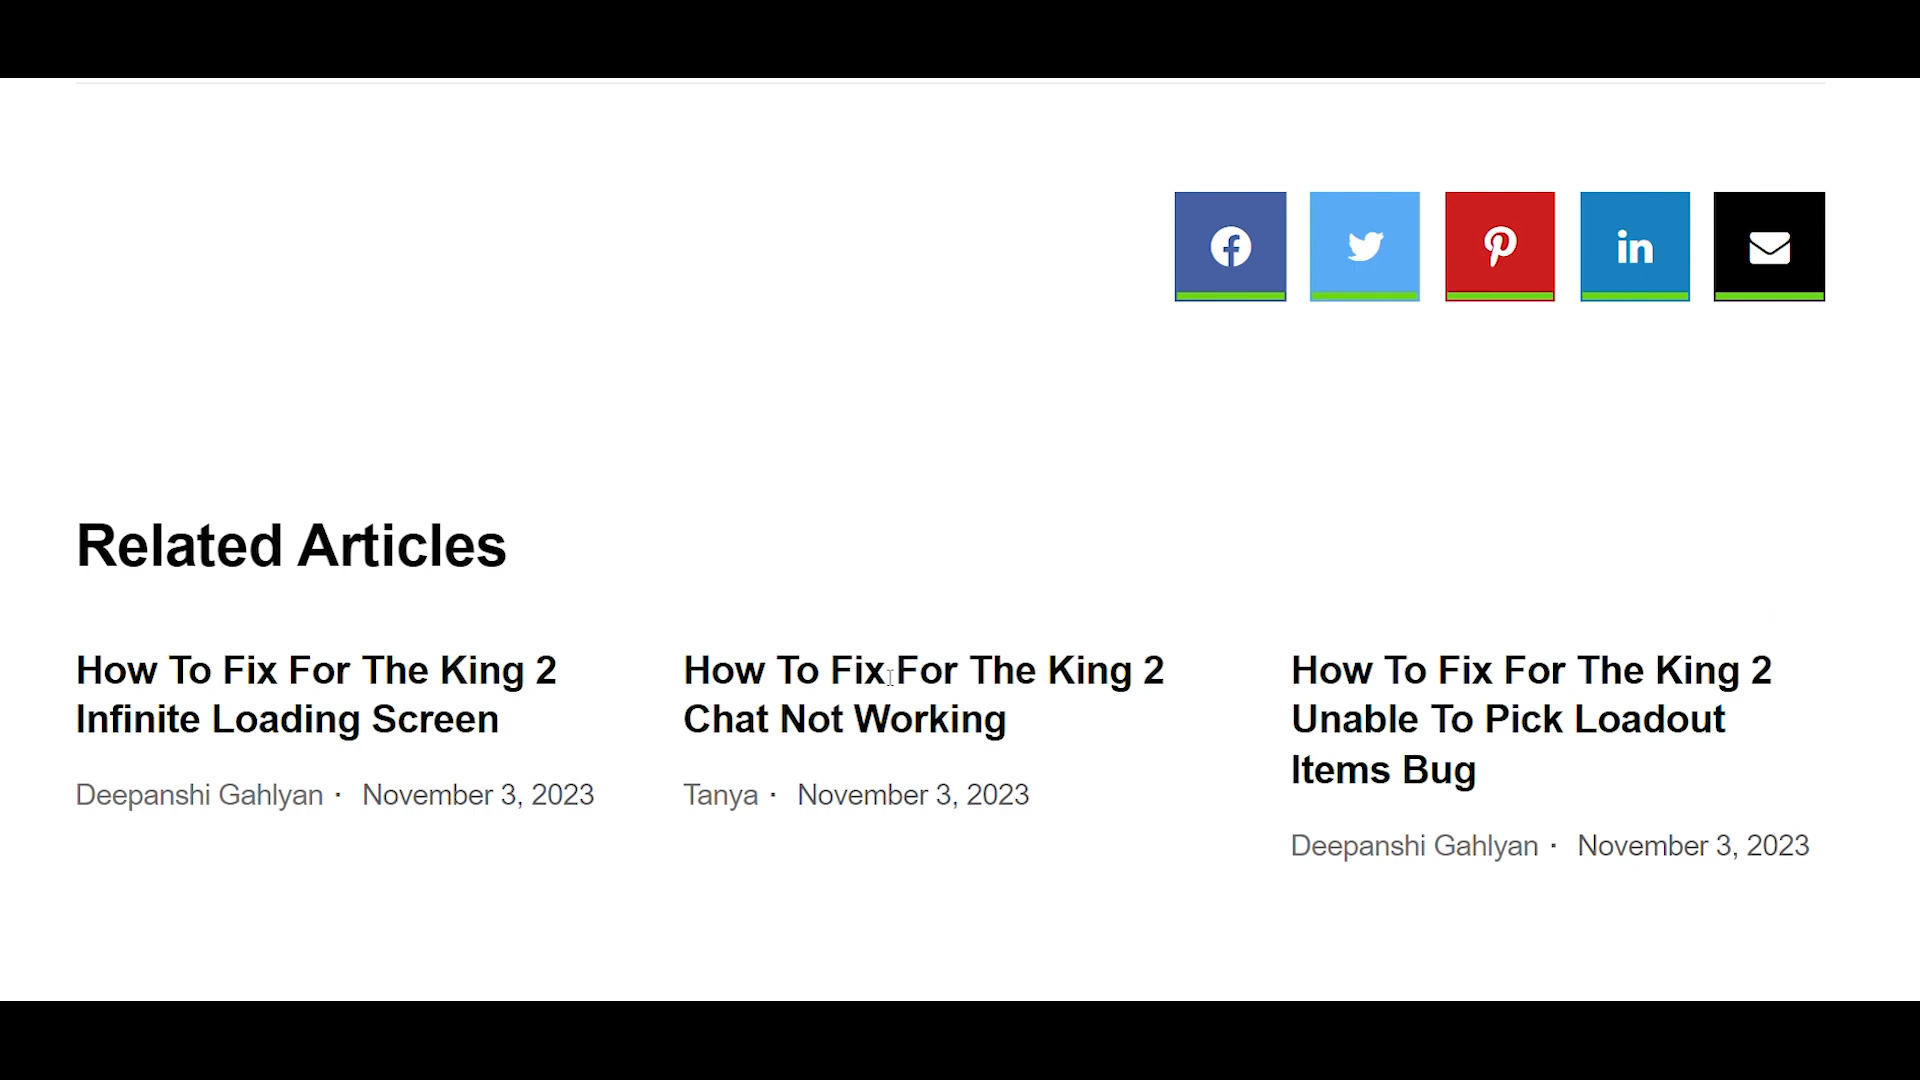 Related Articles
How To Fix For The King 2
Infinite Loading Screen
Deepanshi Gahlyan · November 3, 2023
How To Fix For The King 2
Chat Not Working
Tanya · November 3, 2023
How To Fix For The King 2
Unable To Pick Loadout
Items Bug
Deepanshi Gahlyan · November 3, 2023